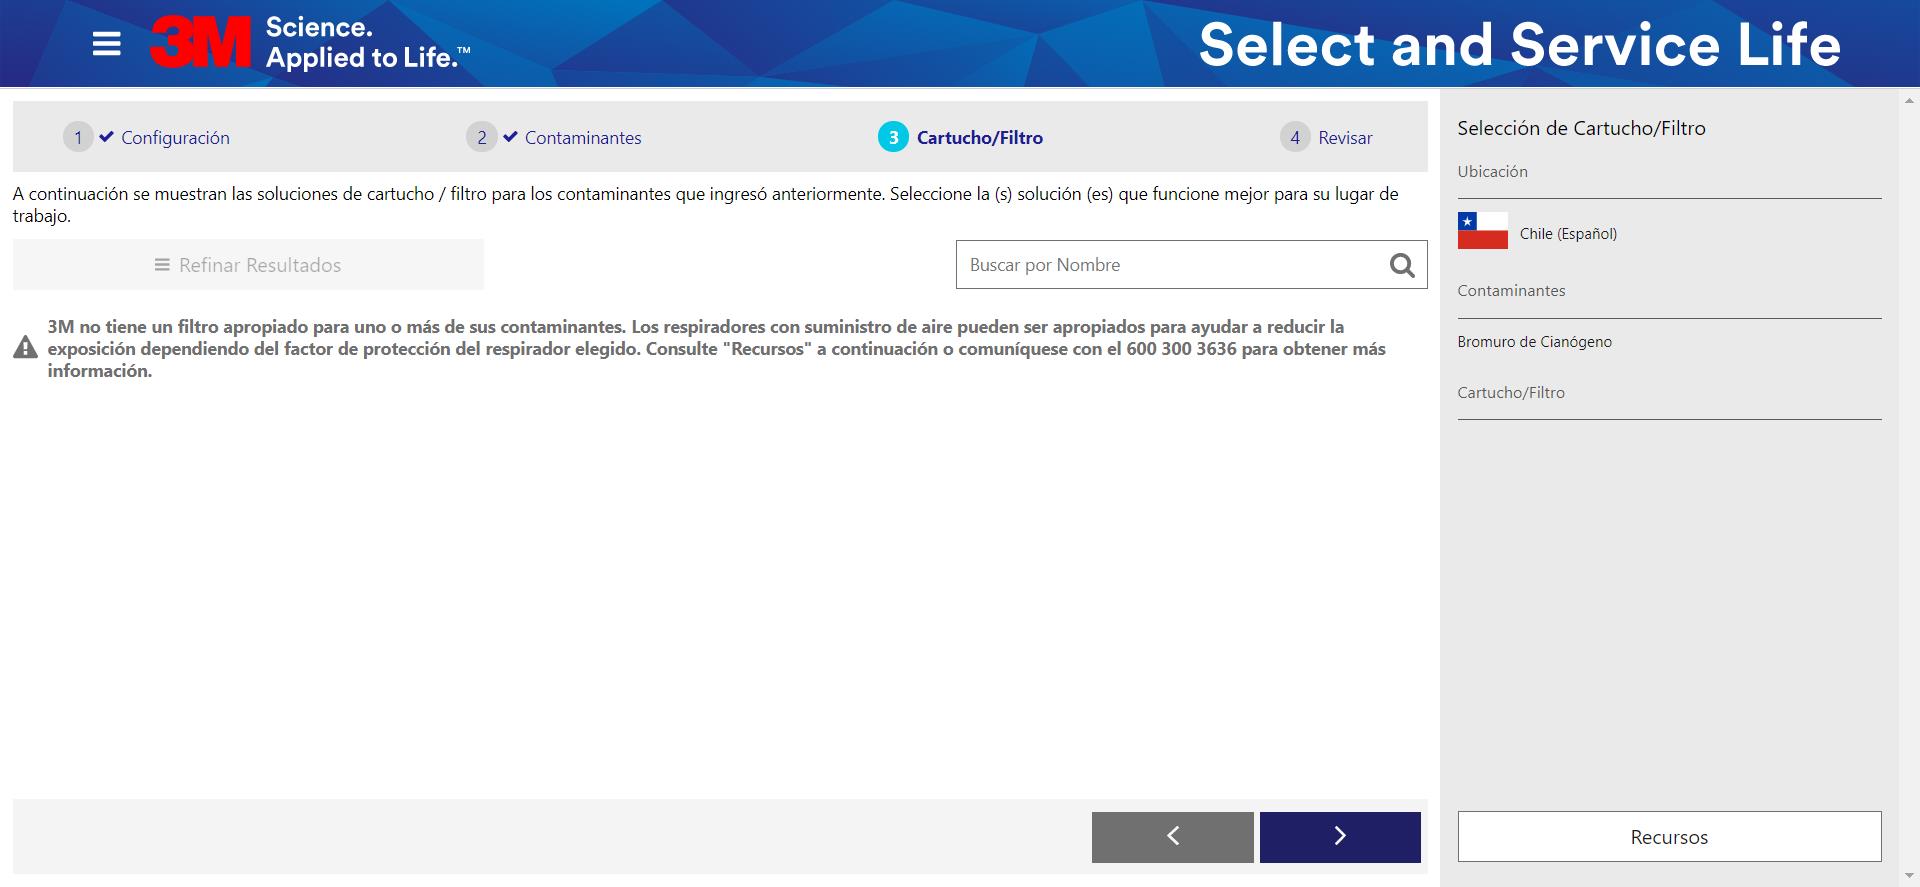 3M Science.
Applied to Life.™
Select and Service Life
1 Configuración
2 Contaminantes
3 Cartucho/Filtro
4 Revisar
A continuación se muestran las soluciones de cartucho / filtro para los contaminantes que ingresó anteriormente. Seleccione la (s) solución (es) que funcione mejor para su lugar de
trabajo.
Refinar Resultados
Buscar por Nombre
3M no tiene un filtro apropiado para uno o más de sus contaminantes. Los respiradores con suministro de aire pueden ser apropiados para ayudar a reducir la
exposición dependiendo del factor de protección del respirador elegido. Consulte "Recursos" a continuación o comuníquese con el 600 300 3636 para obtener más
información.
Selección de Cartucho/Filtro
Ubicación
Chile (Español)
Contaminantes
Bromuro de Cianógeno
Cartucho/Filtro
Recursos